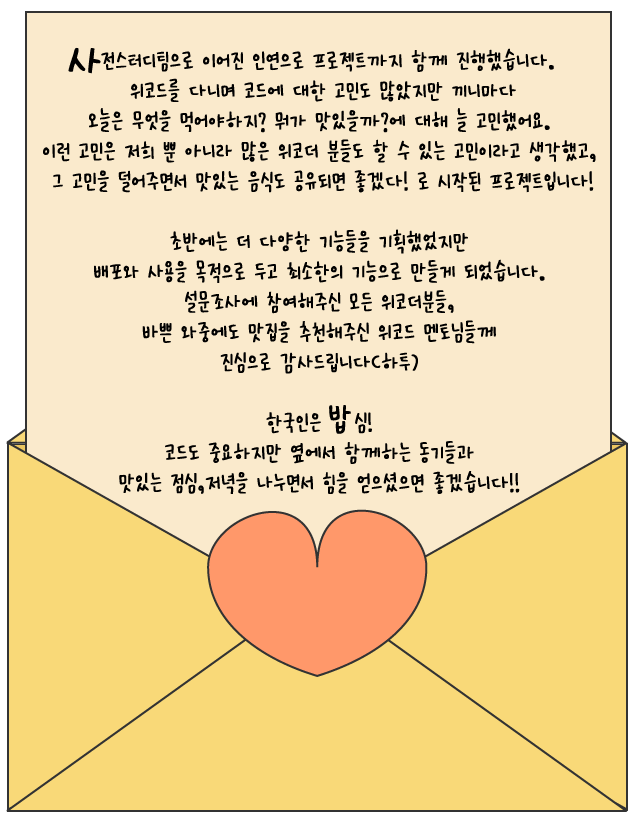 사전스터디팀으로 이어진 인연으로 프로젝트까지 함께 진행했습니다.
위코드를 다니며 코드에 대한 고민도 많았지만 끼니마다
오늘은 무엇을 먹어야하지? 뭐가 맛있을까?에 대해 늘 고민했어요.
이런 고민은 저희 뿐 아니라 많은 위코더 분들도 할 수 있는 고민이라고 생각했고,
그 고민을 덜어주면서 맛있는 음식도 공유되면 좋겠다! 로 시작된 프로젝트입니다!
초반에는 더 다양한 기능들을 기획했었지만
배포와 사용을 목적으로 두고 최소한의 기능으로 만들게 되었습니다.
설문조사에 참여해주신 모든 위코더분들,
바쁜 와중에도 맛집을 추천해주신 위코드 멘토님들께
진심으로 감사드립니다(하투)
한국인은 밥심!
코드도 중요하지만 옆에서 함께하는 동기들과
맛있는 점심,저녁을 나누면서 힘을 얻으셨으면 좋겠습니다!!